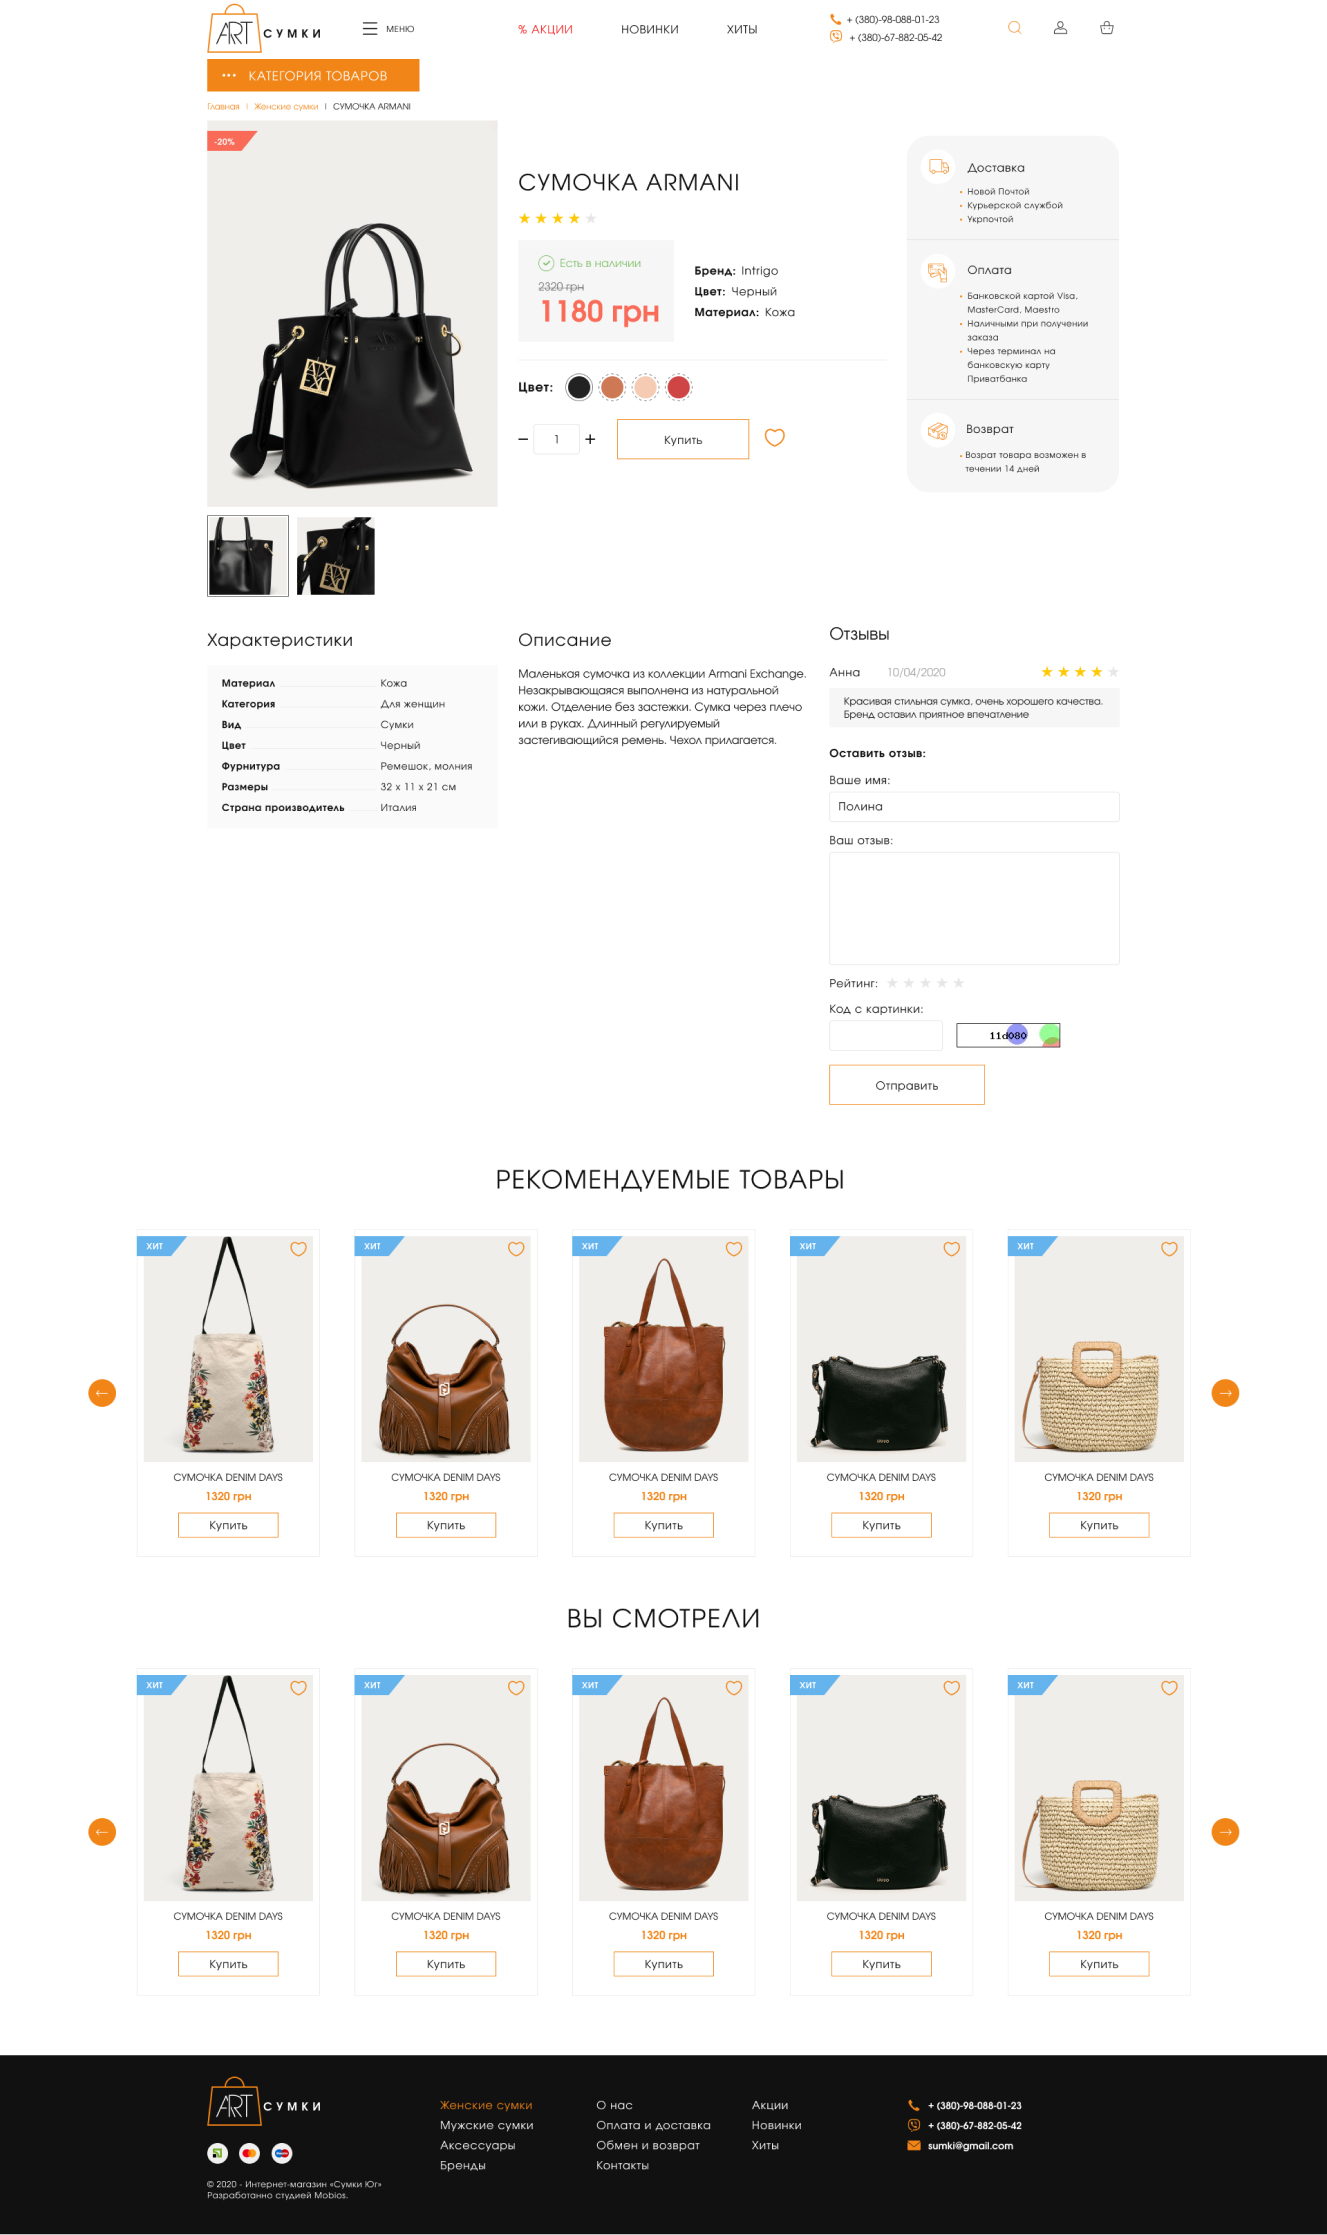 ART СУМКИ
МЕНЮ
% АКЦИИ
НОВИНКИ
ХИТЫ
+ (380)-98-088-01-23
+ (380)-67-882-05-42
КАТЕГОРИЯ ТОВАРОВ
Главная | Женские сумки | СУМОЧКА ARMANI
-20%
СУМОЧКА ARMANI
Есть в наличии
2320 грн
1180 грн
Бренд: Intrigo
Цвет: Черный
Материал: Кожа
Цвет:
1
Купить
Доставка
Новой Почтой
Курьерской службой
Укрпочтой
Оплата
Банковской картой Visa,
MasterCard, Maestro
Наличными при получении
заказа
Через терминал на
банковскую карту
Приватбанка
Возврат
Возрат товара возможен в
течении 14 дней
Характеристики
Материал Кожа
Категория Для женщин
Вид Сумки
Цвет Черный
Фурнитура Ремешок, молния
Размеры 32 x 11 x 21 см
Страна производитель Италия
Описание
Маленькая сумочка из коллекции Armani Exchange.
Незакрывающаяся выполнена из натуральной
кожи. Отделение без застежки. Сумка через плечо
или в руках. Длинный регулируемый
застегивающийся ремень. Чехол прилагается.
Отзывы
Анна 10/04/2020
Красивая стильная сумка, очень хорошего качества.
Бренд оставил приятное впечатление
Оставить отзыв:
Ваше имя:
Полина
Ваш отзыв:
Рейтинг:
Код с картинки:
11d080
Отправить
РЕКОМЕНДУЕМЫЕ ТОВАРЫ
ХИТ
ХИТ
ХИТ
ХИТ
ХИТ
СУМОЧКА DENIM DAYS
СУМОЧКА DENIM DAYS
СУМОЧКА DENIM DAYS
СУМОЧКА DENIM DAYS
СУМОЧКА DENIM DAYS
1320 грн
1320 грн
1320 грн
1320 грн
1320 грн
Купить
Купить
Купить
Купить
Купить
ВЫ СМОТРЕЛИ
ХИТ
ХИТ
ХИТ
ХИТ
ХИТ
СУМОЧКА DENIM DAYS
СУМОЧКА DENIM DAYS
СУМОЧКА DENIM DAYS
СУМОЧКА DENIM DAYS
СУМОЧКА DENIM DAYS
1320 грн
1320 грн
1320 грн
1320 грн
1320 грн
Купить
Купить
Купить
Купить
Купить
ART СУМКИ
© 2020 - Интернет-магазин «Сумки Юг»
Разработанно студией Mobios.
Женские сумки
Мужские сумки
Аксессуары
Бренды
О нас
Оплата и доставка
Обмен и возврат
Контакты
Акции
Новинки
Хиты
+ (380)-98-088-01-23
+ (380)-67-882-05-42
sumki@gmail.com